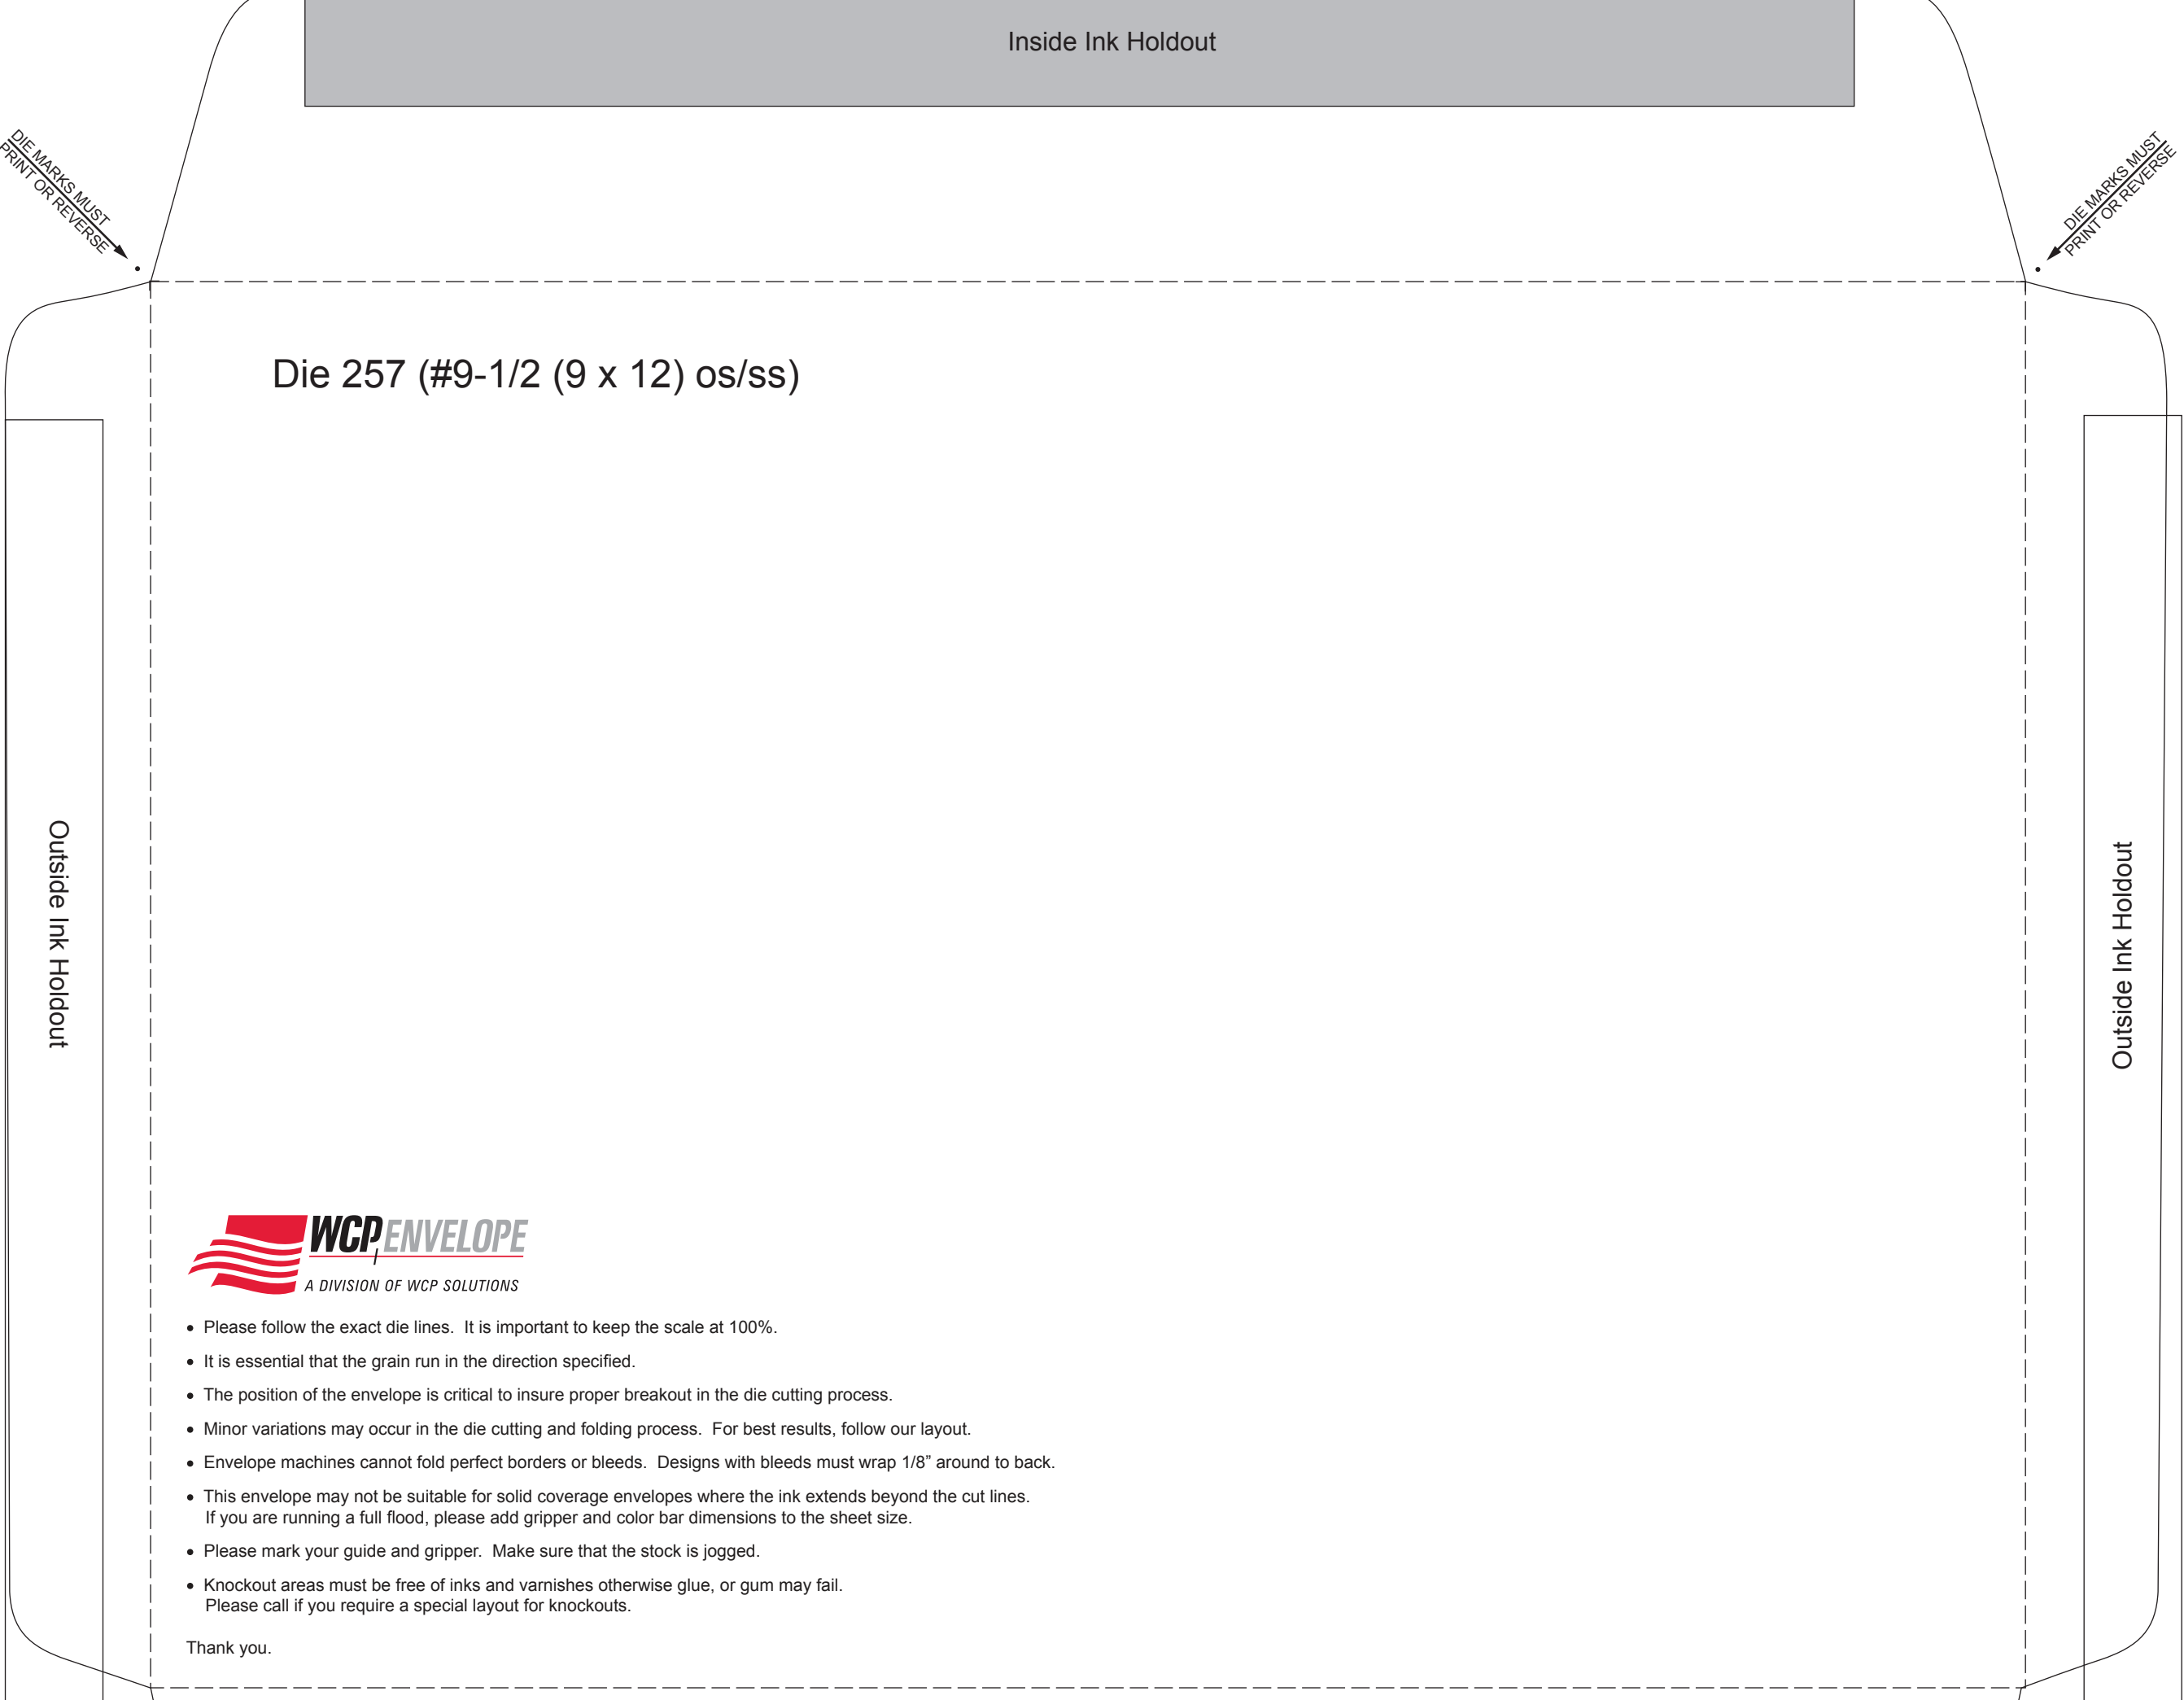 Inside Ink Holdout
DIE MARKS MUST
PRINT OR REVERSE
DIE MARKS MUST
PRINT OR REVERSE
Die 257 (#9-1/2 (9 x 12) os/ss)
Outside Ink Holdout
Outside Ink Holdout
WCP ENVELOPE
A DIVISION OF WCP SOLUTIONS
• Please follow the exact die lines.  It is important to keep the scale at 100%.
• It is essential that the grain run in the direction specified.
• The position of the envelope is critical to insure proper breakout in the die cutting process.
• Minor variations may occur in the die cutting and folding process.  For best results, follow our layout.
• Envelope machines cannot fold perfect borders or bleeds.  Designs with bleeds must wrap 1/8” around to back.
• This envelope may not be suitable for solid coverage envelopes where the ink extends beyond the cut lines.
If you are running a full flood, please add gripper and color bar dimensions to the sheet size.
• Please mark your guide and gripper.  Make sure that the stock is jogged.
• Knockout areas must be free of inks and varnishes otherwise glue, or gum may fail.
Please call if you require a special layout for knockouts.
Thank you.